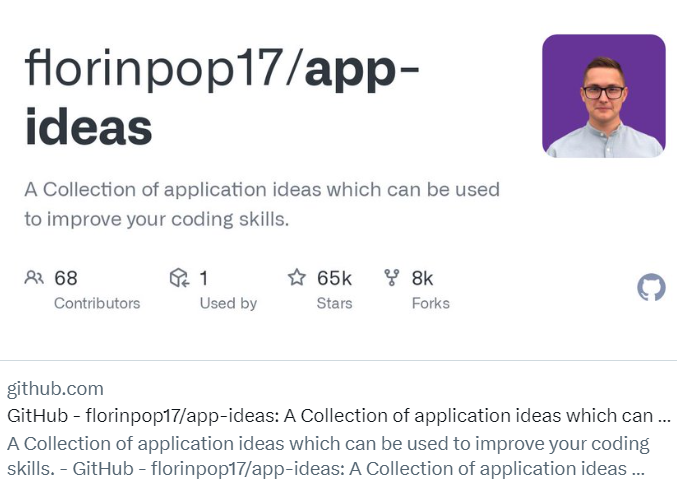 florinpop17/app-
ideas
A Collection of application ideas which can be used
to improve your coding skills.
68
Contributors
1
Used by
65k
Stars
8k
Forks
github.com
GitHub - florinpop17/app-ideas: A Collection of application ideas which can ...
A Collection of application ideas which can be used to improve your coding
skills. - GitHub - florinpop17/app-ideas: A Collection of application ideas ...